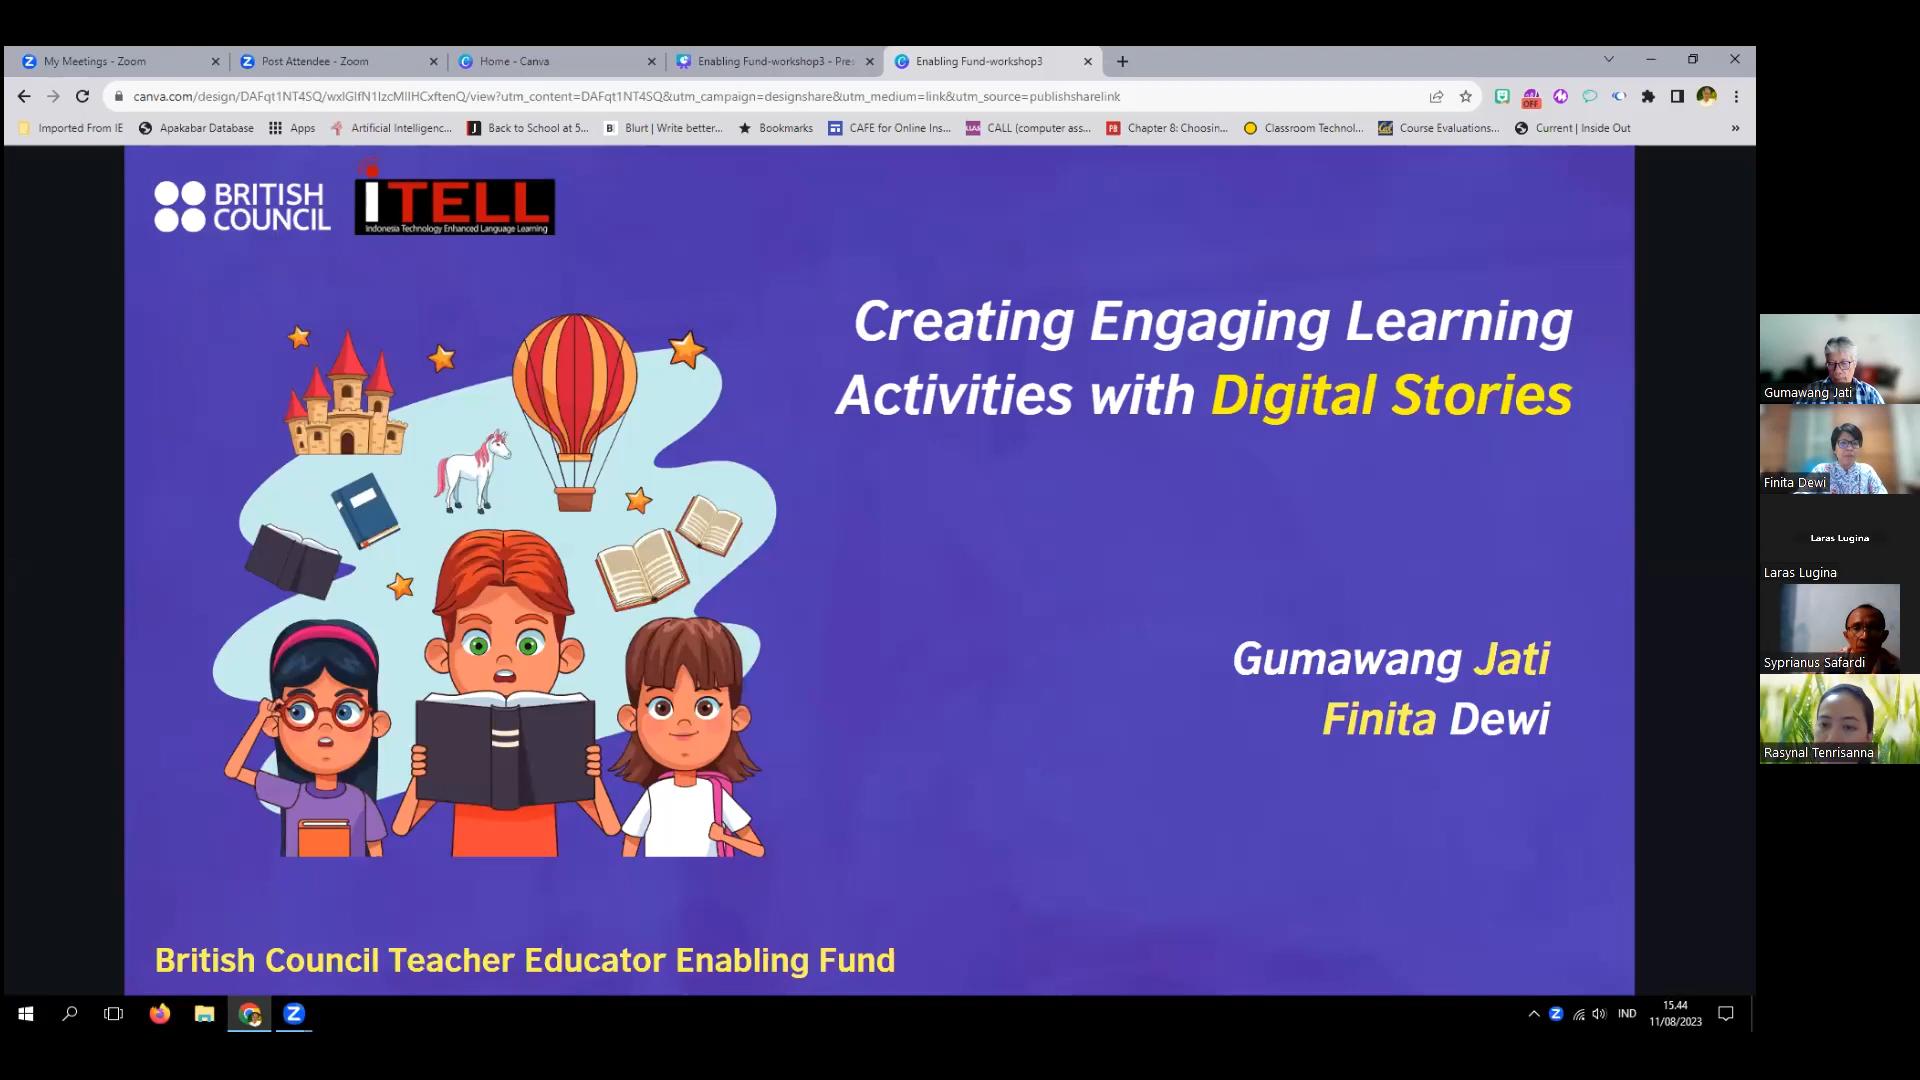 My Meetings - Zoom
Post Attendee - Zoom
Home - Canva
Enabling Fund-workshop3 - Pres
Enabling Fund-workshop3
canva.com/design/DAFqt1NT4SQ/wxlGlfN1IzcMlIHCxftenQ/view?utm_content=DAFqt1NT4SQ&utm_campaign=designshare&utm_medium=link&utm_source=publishsharelink
OFF
Imported From IE
Apakabar Database
Apps
Artificial Intelligenc...
Back to School at 5...
Blurt | Write better...
Bookmarks
CAFE for Online Ins...
CALL (computer ass...
Chapter 8: Choosin...
Classroom Technol...
Course Evaluations...
Current | Inside Out
BRITISH
COUNCIL
iTELL
Indonesia Technology Enhanced Language Learning
Creating Engaging Learning
Activities with Digital Stories
Gumawang Jati
Finita Dewi
British Council Teacher Educator Enabling Fund
Gumawang Jati
Finita Dewi
Laras Lugina
Laras Lugina
Syprianus Safardi
Rasynal Tenrisanna
IND
15.44
11/08/2023